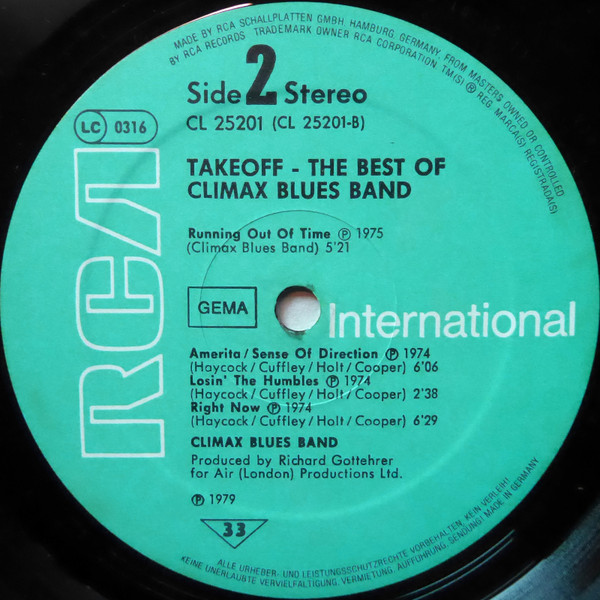 MADE BY RCA SCHALLPLATTEN GMBH, HAMBURG, GERMANY, FROM MASTERS OWNED OR CONTROLLED
BY RCA RECORDS TRADEMARK OWNER RCA CORPORATION, TM(S) ® REG MARCA(S) REGISTRADA(S)
Side 2 Stereo
CL 25201 (CL 25201-B)
LC 0316
TAKEOFF - THE BEST OF
CLIMAX BLUES BAND
Running Out Of Time ℗ 1975
(Climax Blues Band) 5'21
GEMA
RCA
International
Amerita / Sense Of Direction ℗ 1974
(Haycock / Cuffley / Holt / Cooper) 6'06
Losin' The Humbles ℗ 1974
(Haycock / Cuffley / Holt / Cooper) 2'38
Right Now ℗ 1974
(Haycock / Cuffley / Holt / Cooper) 6'29
CLIMAX BLUES BAND
Produced by Richard Gottehrer
for Air (London) Productions Ltd.
℗ 1979
33
ALLE URHEBER- UND LEISTUNGSSCHUTZRECHTE VORBEHALTEN, KEIN VERLEIH!
KEINE UNERLAUBTE VERVIELFÄLTIGUNG, VERMIETUNG, AUFFÜHRUNG, SENDUNG! MADE IN GERMANY